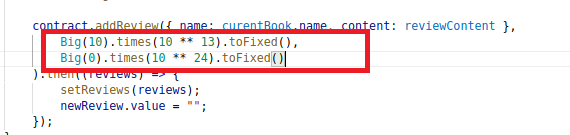 contract.addReview({ name: curentBook.name, content: reviewContent },
Big(10).times(10 ** 13).toFixed(),
Big(0).times(10 ** 24).toFixed()
).then((reviews) => {
setReviews(reviews);
newReview.value = "";
});